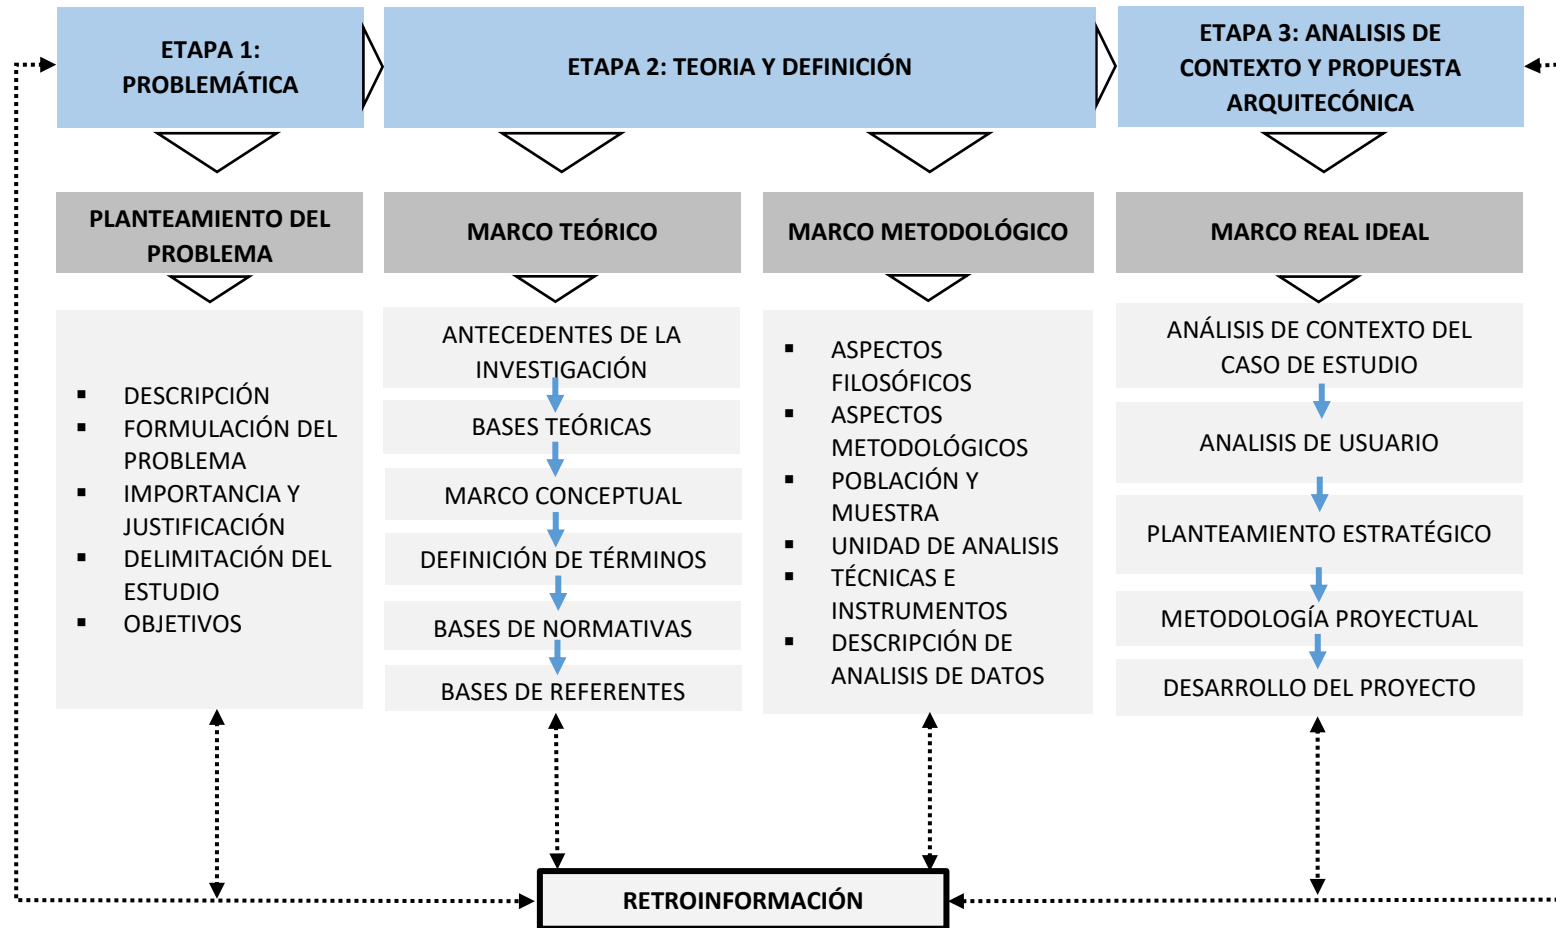 ETAPA 1:
PROBLEMÁTICA
ETAPA 2: TEORIA Y DEFINICIÓN
ETAPA 3: ANALISIS DE
CONTEXTO Y PROPUESTA
ARQUITECÓNICA
PLANTEAMIENTO DEL
PROBLEMA
MARCO TEÓRICO
MARCO METODOLÓGICO
MARCO REAL IDEAL
▪ DESCRIPCIÓN
▪ FORMULACIÓN DEL
PROBLEMA
▪ IMPORTANCIA Y
JUSTIFICACIÓN
▪ DELIMITACIÓN DEL
ESTUDIO
▪ OBJETIVOS
ANTECEDENTES DE LA
INVESTIGACIÓN
BASES TEÓRICAS
MARCO CONCEPTUAL
DEFINICIÓN DE TÉRMINOS
BASES DE NORMATIVAS
BASES DE REFERENTES
▪ ASPECTOS
FILOSÓFICOS
▪ ASPECTOS
METODOLÓGICOS
▪ POBLACIÓN Y
MUESTRA
▪ UNIDAD DE ANALISIS
▪ TÉCNICAS E
INSTRUMENTOS
▪ DESCRIPCIÓN DE
ANALISIS DE DATOS
ANÁLISIS DE CONTEXTO DEL
CASO DE ESTUDIO
ANALISIS DE USUARIO
PLANTEAMIENTO ESTRATÉGICO
METODOLOGÍA PROYECTUAL
DESARROLLO DEL PROYECTO
RETROINFORMACIÓN